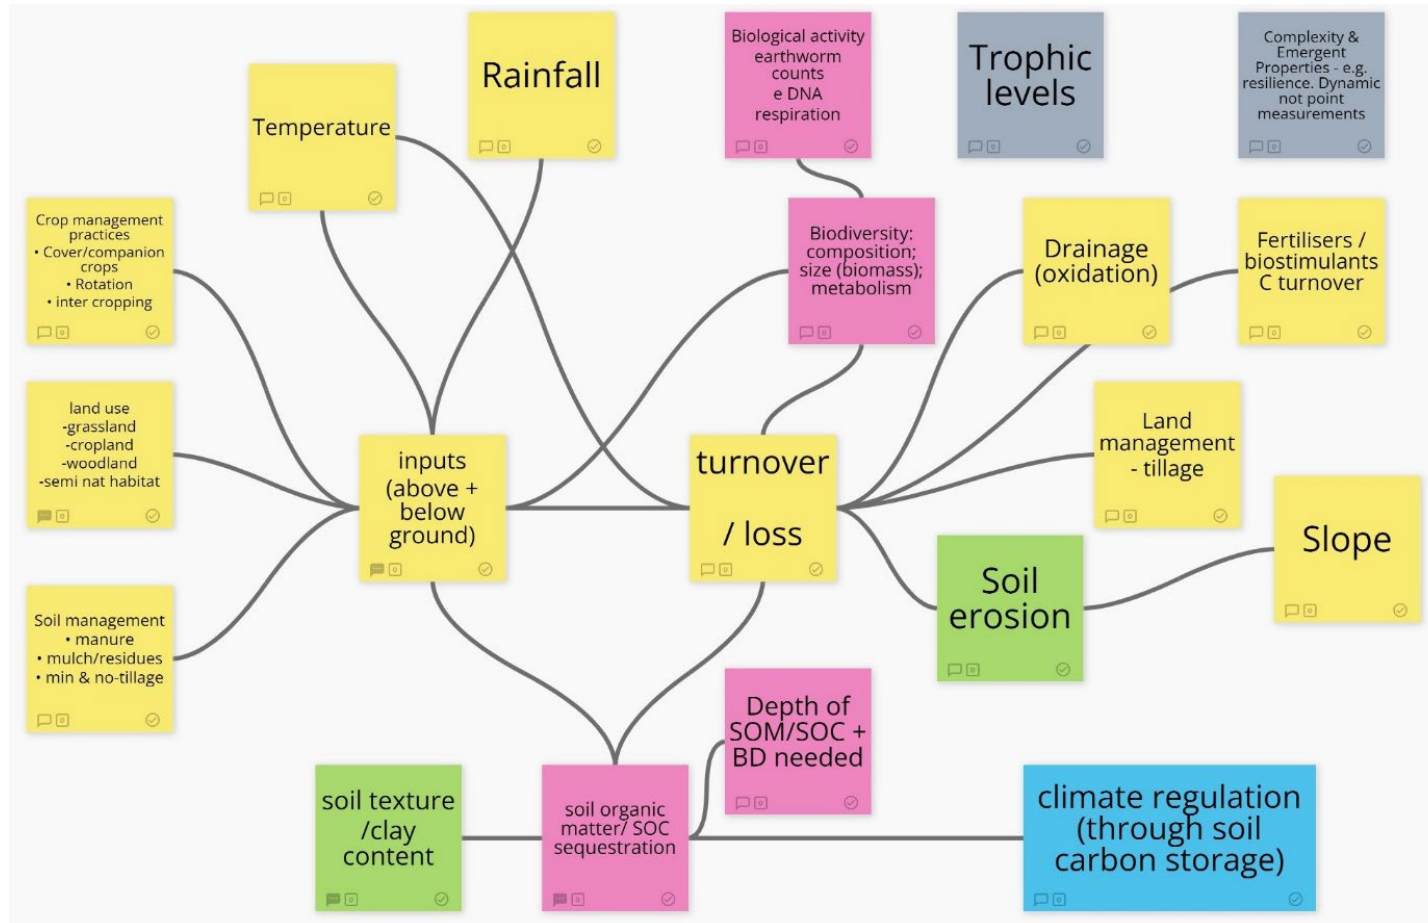 Rainfall
Temperature
Biological activity
earthworm
counts
e DNA
respiration
Trophic
levels
Complexity &
Emergent
Properties - e.g.
resilience. Dynamic
not point
measurements
Crop management
practices
• Cover/companion
crops
• Rotation
• inter cropping
Biodiversity:
composition;
size (biomass);
metabolism
Drainage
(oxidation)
Fertilisers /
biostimulants
C turnover
land use
-grassland
-cropland
-woodland
-semi nat habitat
inputs
(above +
below
ground)
turnover
/ loss
Land
management
- tillage
Slope
Soil
erosion
Soil management
• manure
• mulch/residues
• min & no-tillage
Depth of
SOM/SOC +
BD needed
soil texture
/clay
content
soil organic
matter/ SOC
sequestration
climate regulation
(through soil
carbon storage)